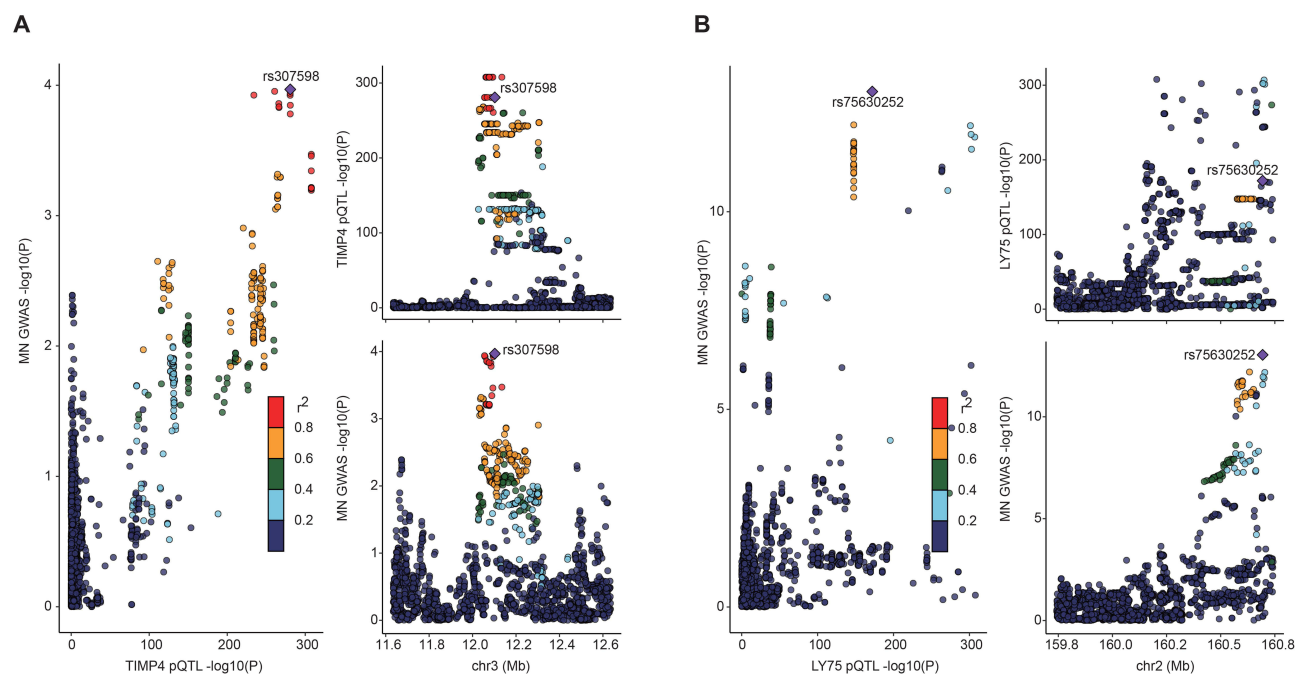 A
B
rs307598
MN GWAS -log10(P)
4
3
2
1
0
0
100
200
300
TIMP4 pQTL -log10(P)
r2
0.8
0.6
0.4
0.2
TIMP4 pQTL -log10(P)
300
200
100
0
rs307598
MN GWAS -log10(P)
4
3
2
1
0
rs307598
11.6
11.8
12.0
12.2
12.4
12.6
chr3 (Mb)
rs75630252
MN GWAS -log10(P)
10
5
0
0
100
200
300
LY75 pQTL -log10(P)
r2
0.8
0.6
0.4
0.2
LY75 pQTL -log10(P)
300
200
100
0
rs75630252
MN GWAS -log10(P)
10
5
0
rs75630252
159.8
160.0
160.2
160.5
160.8
chr2 (Mb)